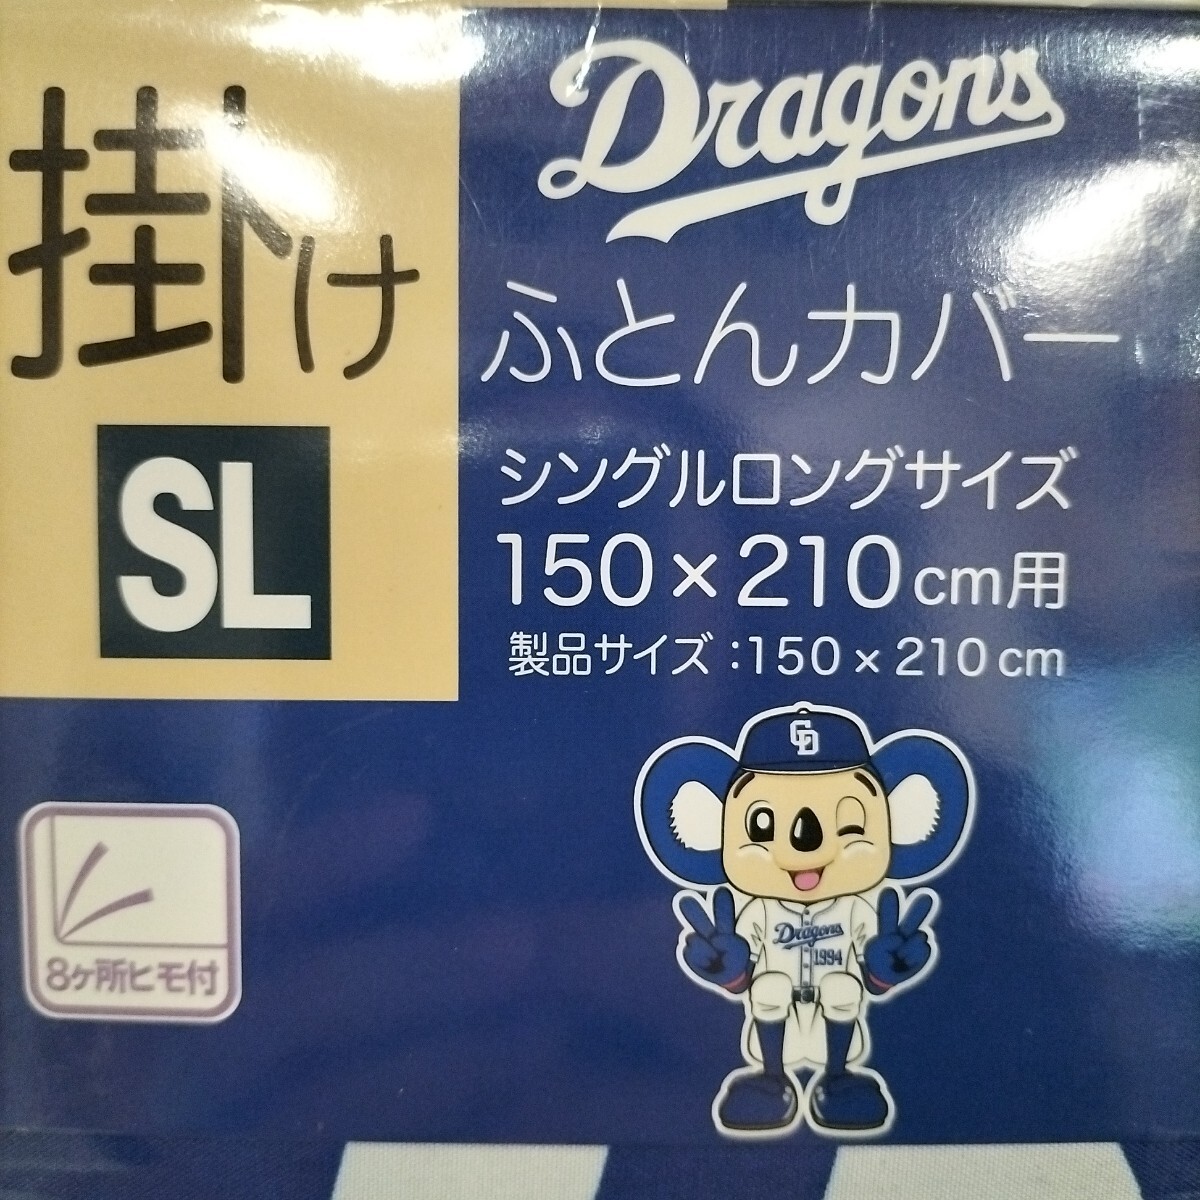 掛け
SL
Dragons
ふとんカバー
シングルロングサイズ
150×210cm用
製品サイズ：150×210cm
8ヶ所ヒモ付
CD
Dragons
1994